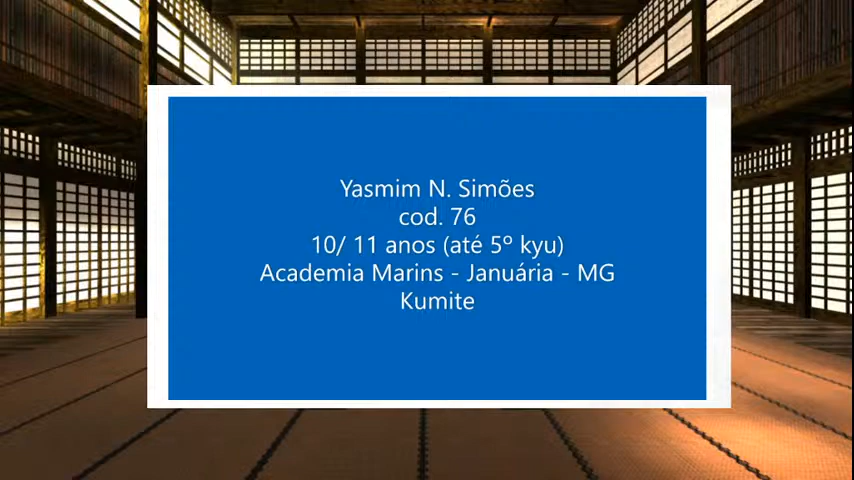 Yasmim N. Simões
cod. 76
10/ 11 anos (até 5º kyu)
Academia Marins - Januária - MG
Kumite